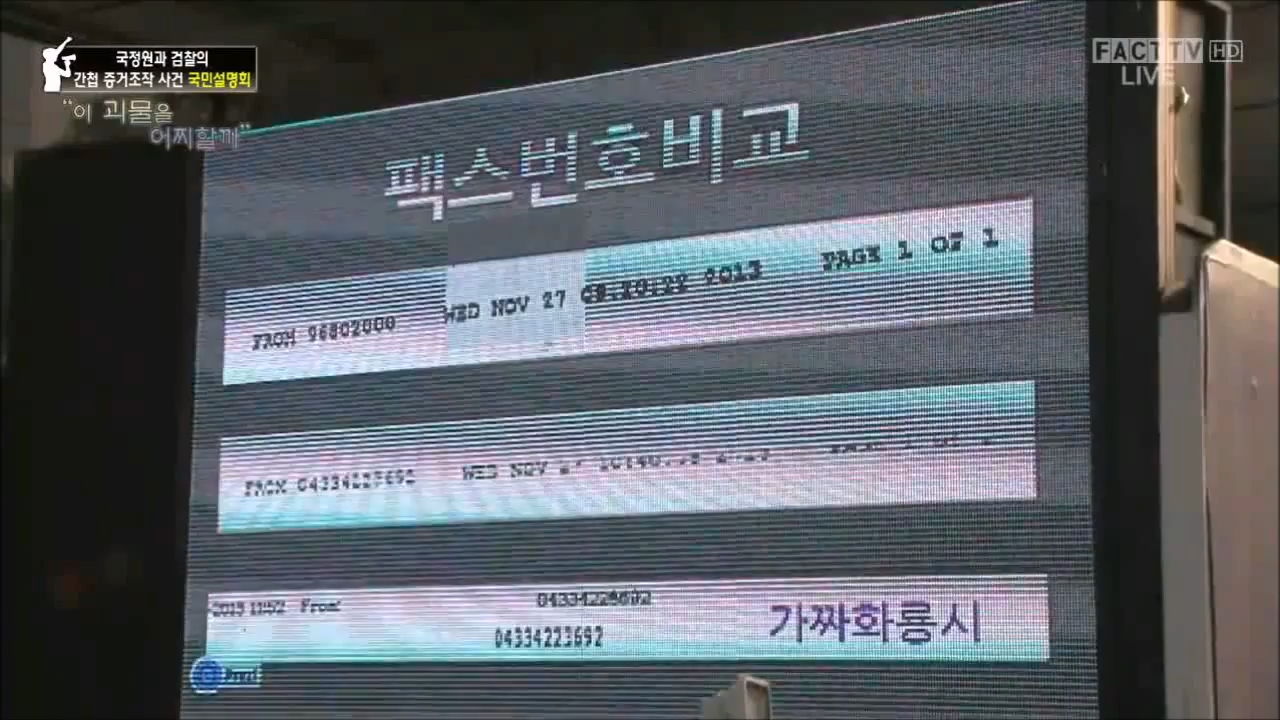 국정원과 검찰의
간첩 증거조작 사건 국민설명회
"이 괴물을
어찌할까"
FACT TV HD
LIVE
팩스번호비교
FROM 96802000 WED NOV 27 2013 PAGE 1 OF 1
FROM 04334223692 WED NOV 27
From: 04334223692
04334223692 가짜화룡시